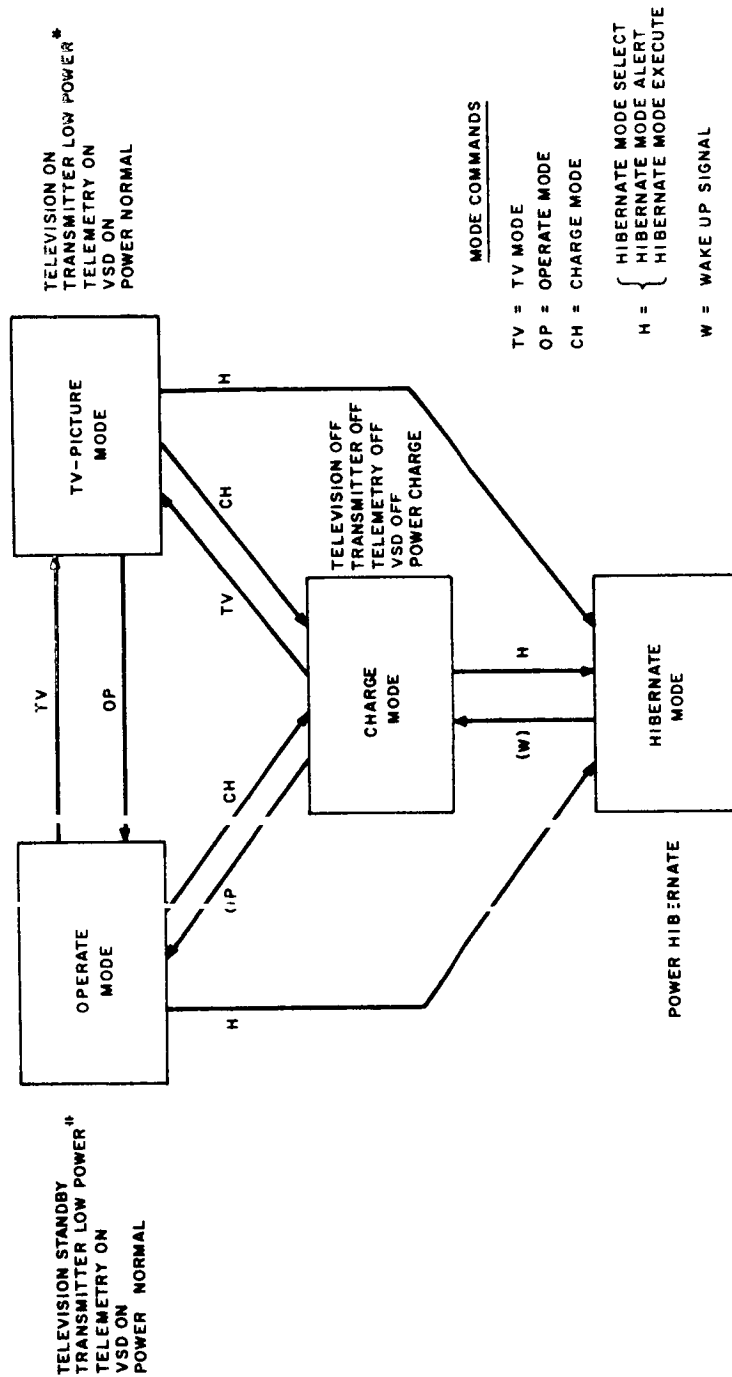 TELEVISION STANDBY
TRANSMITTER LOW POWER*
TELEMETRY ON
VSD ON
POWER NORMAL
OPERATE
MODE
TV
OP
TV-PICTURE
MODE
TELEVISION ON
TRANSMITTER LOW POWER*
TELEMETRY ON
VSD ON
POWER NORMAL
H
OP
CH
TV
CH
H
CHARGE
MODE
TELEVISION OFF
TRANSMITTER OFF
TELEMETRY OFF
VSD OFF
POWER CHARGE
(W)
H
POWER HIBERNATE
HIBERNATE
MODE
MODE COMMANDS
TV = TV MODE
OP = OPERATE MODE
CH = CHARGE MODE
H = { HIBERNATE MODE SELECT
HIBERNATE MODE ALERT
HIBERNATE MODE EXECUTE
W = WAKE UP SIGNAL